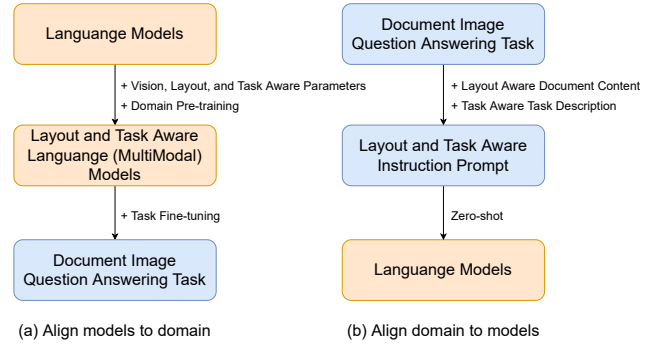 Languange Models
+ Vision, Layout, and Task Aware Parameters
+ Domain Pre-training
Layout and Task Aware
Languange (MultiModal)
Models
+ Task Fine-tuning
Document Image
Question Answering Task
(a) Align models to domain
Document Image
Question Answering Task
+ Layout Aware Document Content
+ Task Aware Task Description
Layout and Task Aware
Instruction Prompt
Zero-shot
Languange Models
(b) Align domain to models